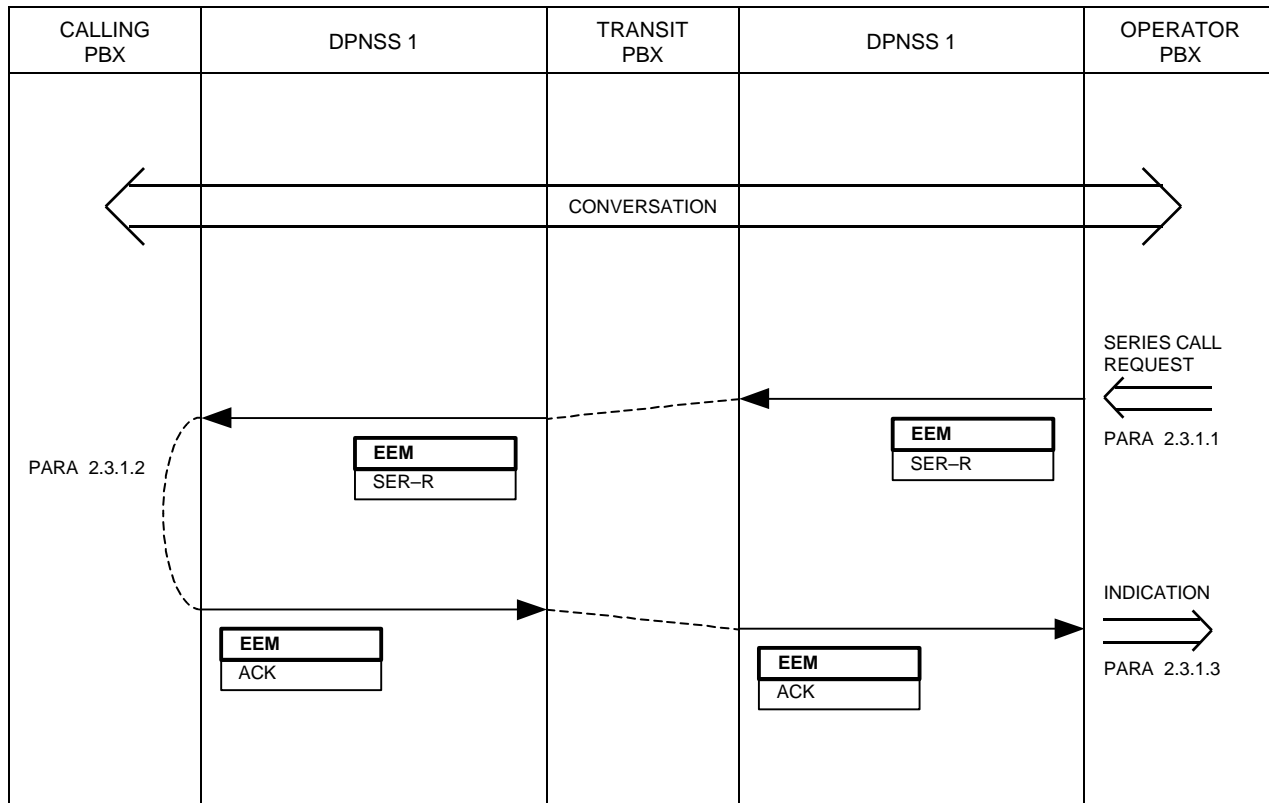 CALLING
PBX
DPNSS 1
TRANSIT
PBX
DPNSS 1
OPERATOR
PBX
CONVERSATION
SERIES CALL
REQUEST
PARA 2.3.1.1
EEM
SER–R
EEM
SER–R
PARA 2.3.1.2
INDICATION
PARA 2.3.1.3
EEM
ACK
EEM
ACK